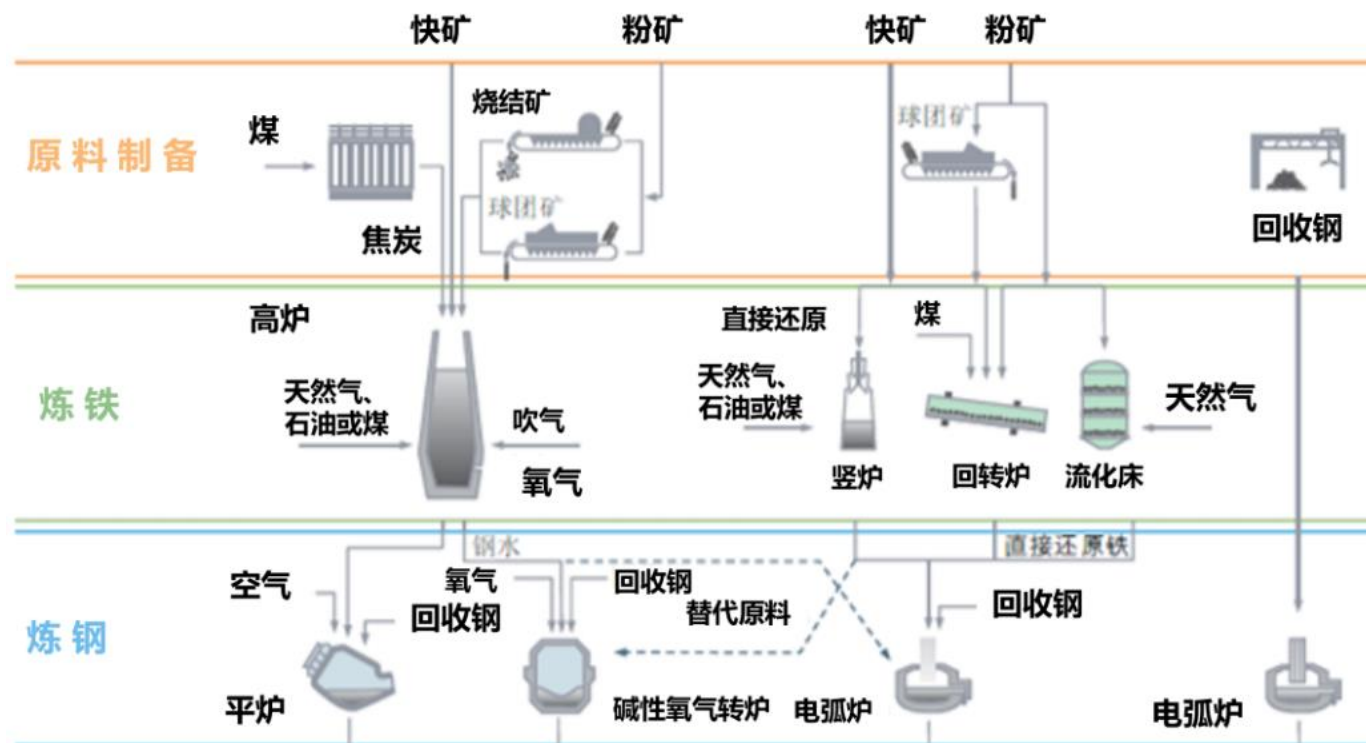 快矿
粉矿
快矿
粉矿
原料制备
煤
焦炭
烧结矿
球团矿
球团矿
回收钢
炼铁
高炉
天然气、
石油或煤
吹气
氧气
直接还原
天然气、
石油或煤
煤
天然气
竖炉
回转炉
流化床
炼钢
钢水
直接还原铁
空气
回收钢
氧气
回收钢
替代原料
回收钢
平炉
碱性氧气转炉
电弧炉
电弧炉